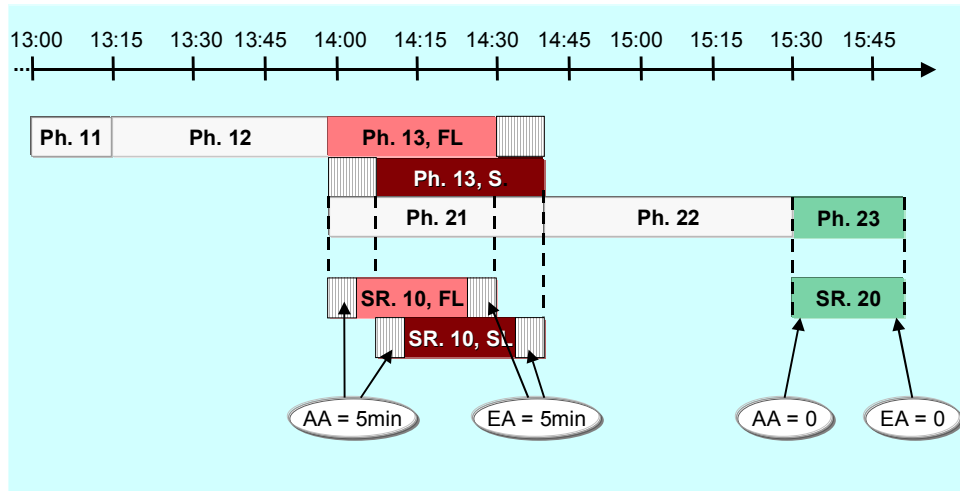 13:00 13:15 13:30 13:45 14:00 14:15 14:30 14:45 15:00 15:15 15:30 15:45
...
Ph. 11 Ph. 12 Ph. 13, FL
Ph. 13, S.
Ph. 21 Ph. 22 Ph. 23
SR. 10, FL SR. 20
SR. 10, SL
AA = 5min EA = 5min AA = 0 EA = 0